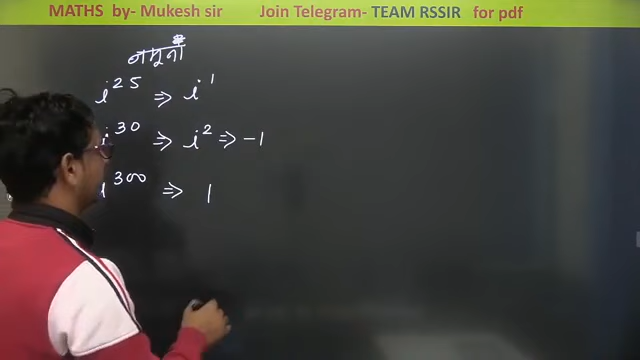 MATHS by- Mukesh sir Join Telegram- TEAM RSSIR for pdf
नमूना
i²⁵ ⇒ i¹
i³⁰ ⇒ i² ⇒ -1
i³⁰⁰ ⇒ 1